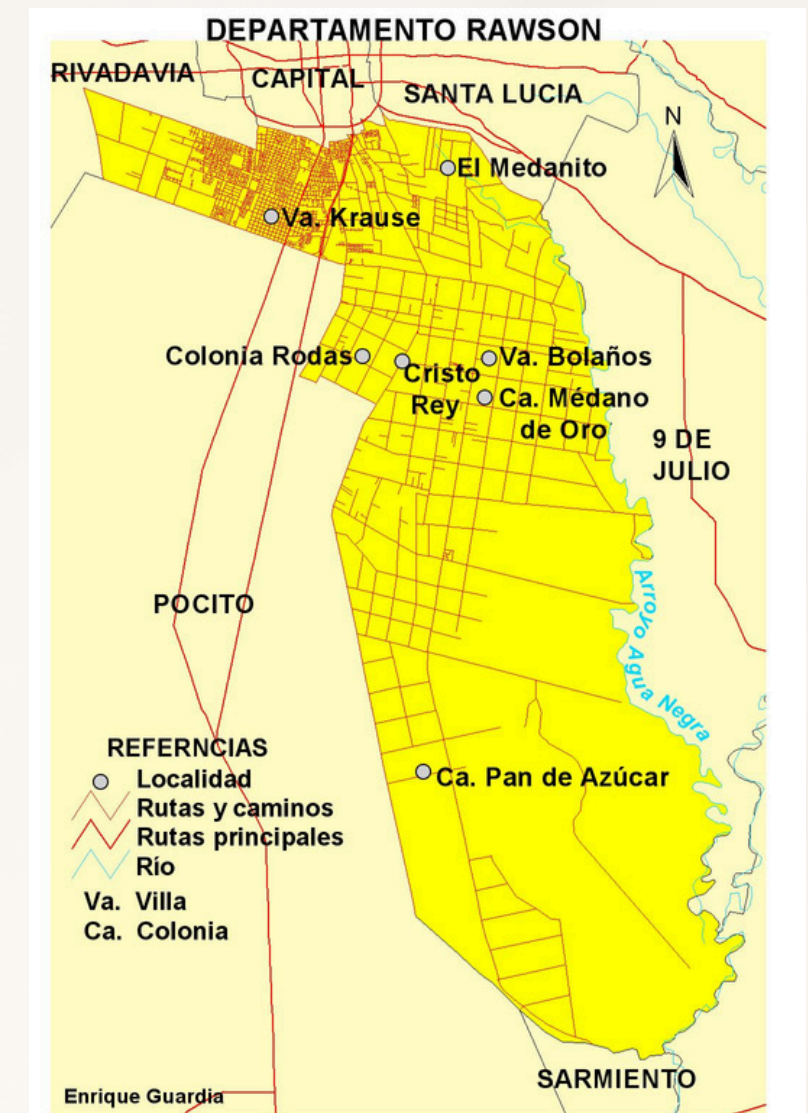 DEPARTAMENTO RAWSON
RIVADAVIA
CAPITAL
SANTA LUCIA
N
El Medanito
Va. Krause
Colonia Rodas
Cristo
Rey
Va. Bolaños
Ca. Médano
de Oro
9 DE
JULIO
POCITO
Arroyo Agua Negra
REFERNCIAS
Localidad
Rutas y caminos
Rutas principales
Río
Va. Villa
Ca. Colonia
Ca. Pan de Azúcar
SARMIENTO
Enrique Guardia